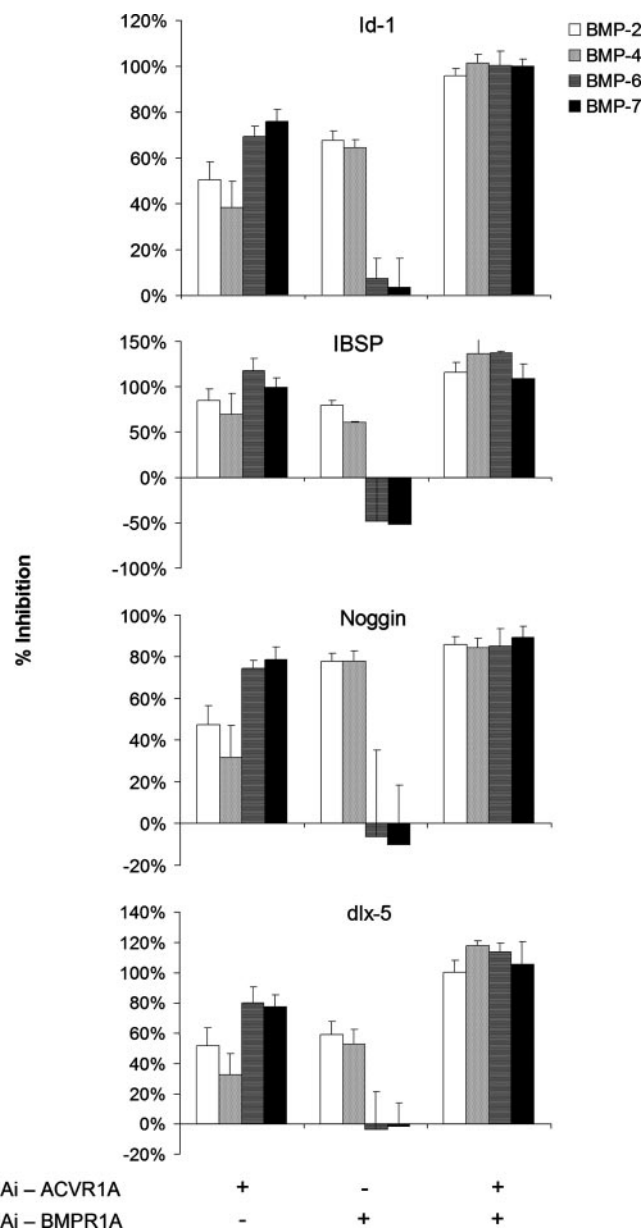 Id-1
BMP-2
BMP-4
BMP-6
BMP-7
120%
100%
80%
60%
40%
20%
0%
IBSP
150%
100%
50%
0%
-50%
-100%
% Inhibition
Noggin
100%
80%
60%
40%
20%
0%
-20%
dlx-5
140%
120%
100%
80%
60%
40%
20%
0%
-20%
Ai – ACVR1A + - +
Ai – BMPR1A - + +